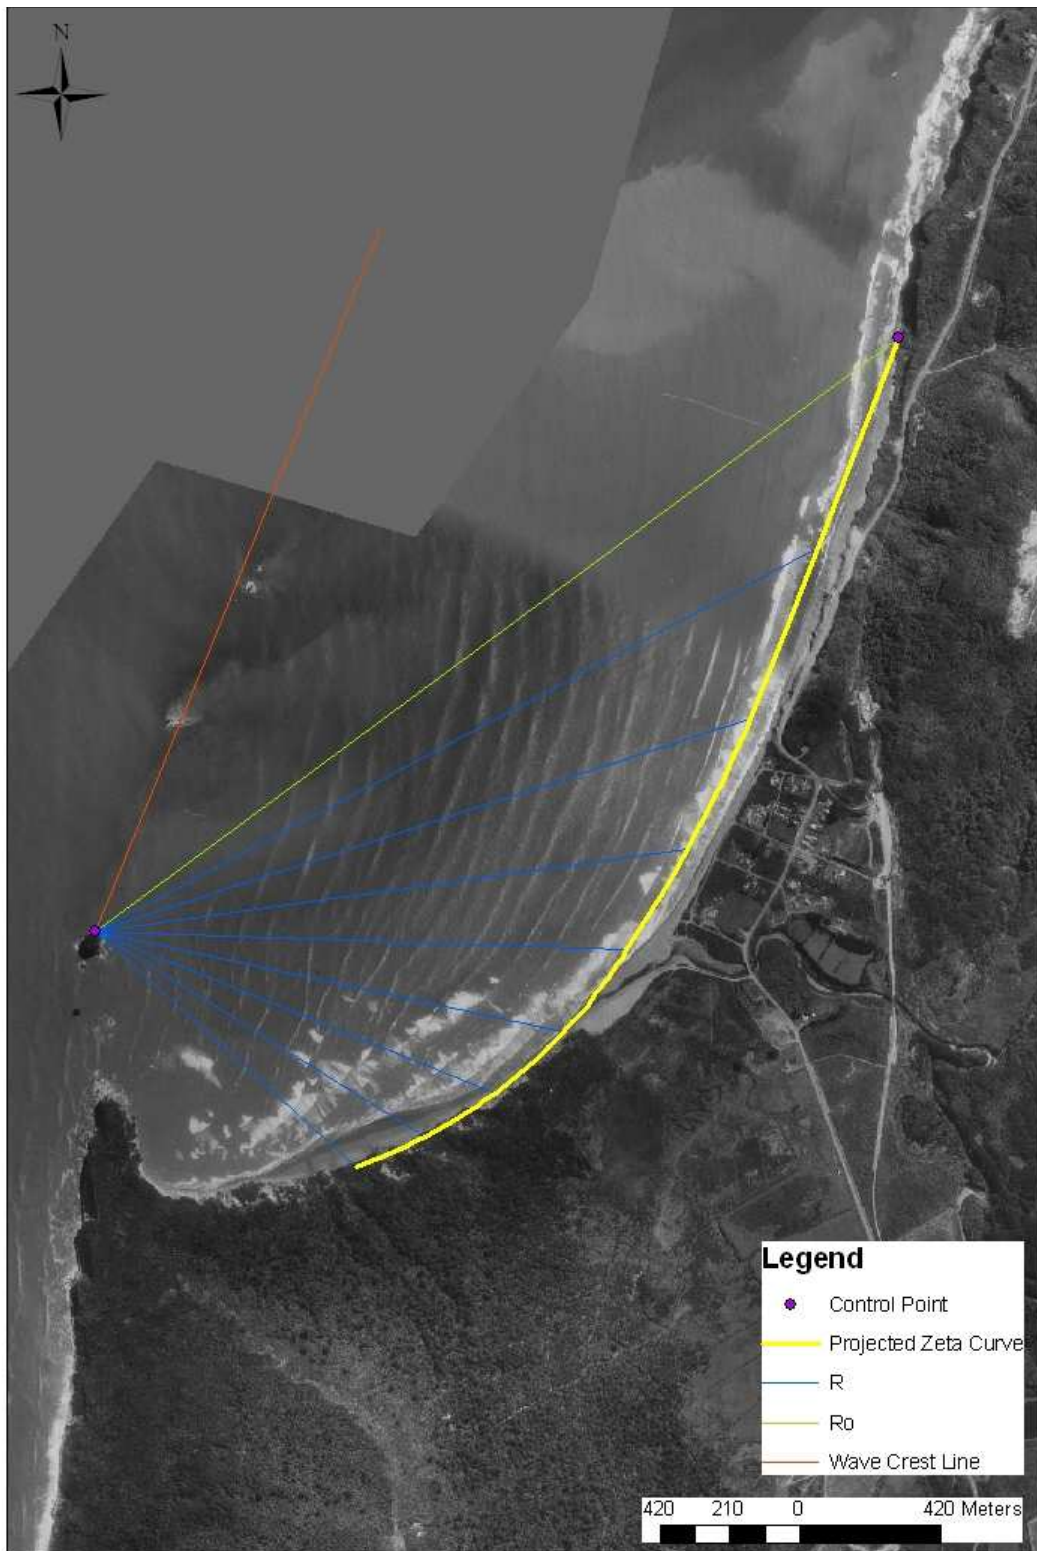 N
Legend
Control Point
Projected Zeta Curve
R
Ro
Wave Crest Line
420 210 0 420 Meters